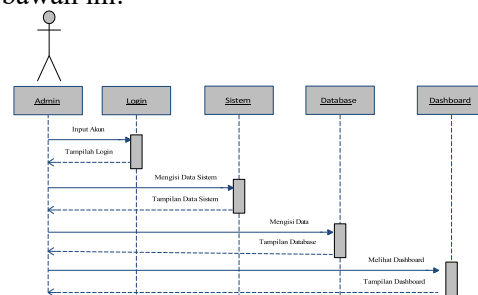 bawah ini:
Admin
Login
Sistem
Database
Dashboard
Input Akun
Tampilah Login
Mengisi Data Sistem
Tampilan Data Sistem
Mengisi Data
Tampilan Database
Melihat Dashboard
Tampilan Dashboard